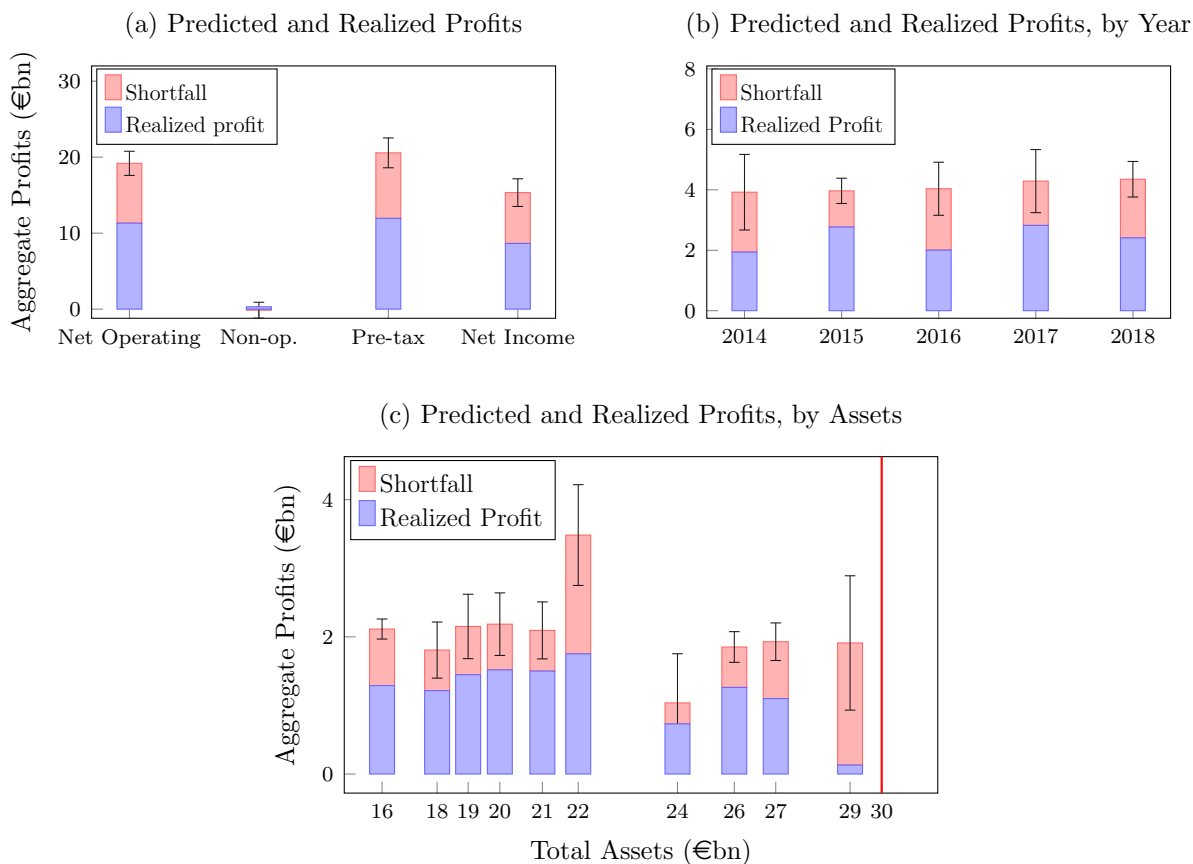 (a) Predicted and Realized Profits
Aggregate Profits (€bn)
30
20
10
0
Shortfall
Realized profit
Net Operating Non-op. Pre-tax Net Income
(b) Predicted and Realized Profits, by Year
8
6
4
2
0
Shortfall
Realized Profit
2014 2015 2016 2017 2018
(c) Predicted and Realized Profits, by Assets
Aggregate Profits (€bn)
4
2
0
Shortfall
Realized Profit
16 18 19 20 21 22 24 26 27 29 30
Total Assets (€bn)